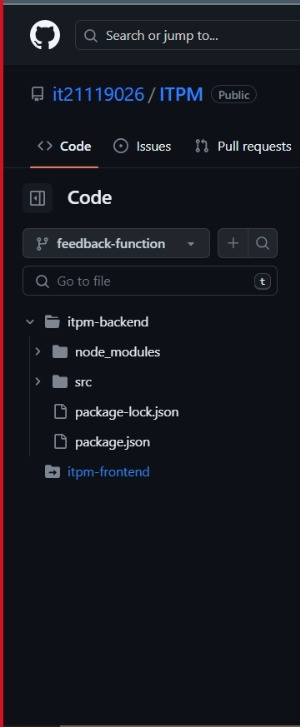 Search or jump to...
it21119026 / ITPM Public
Code Issues Pull requests
Code
feedback-function
Go to file t
itpm-backend
node_modules
src
package-lock.json
package.json
itpm-frontend